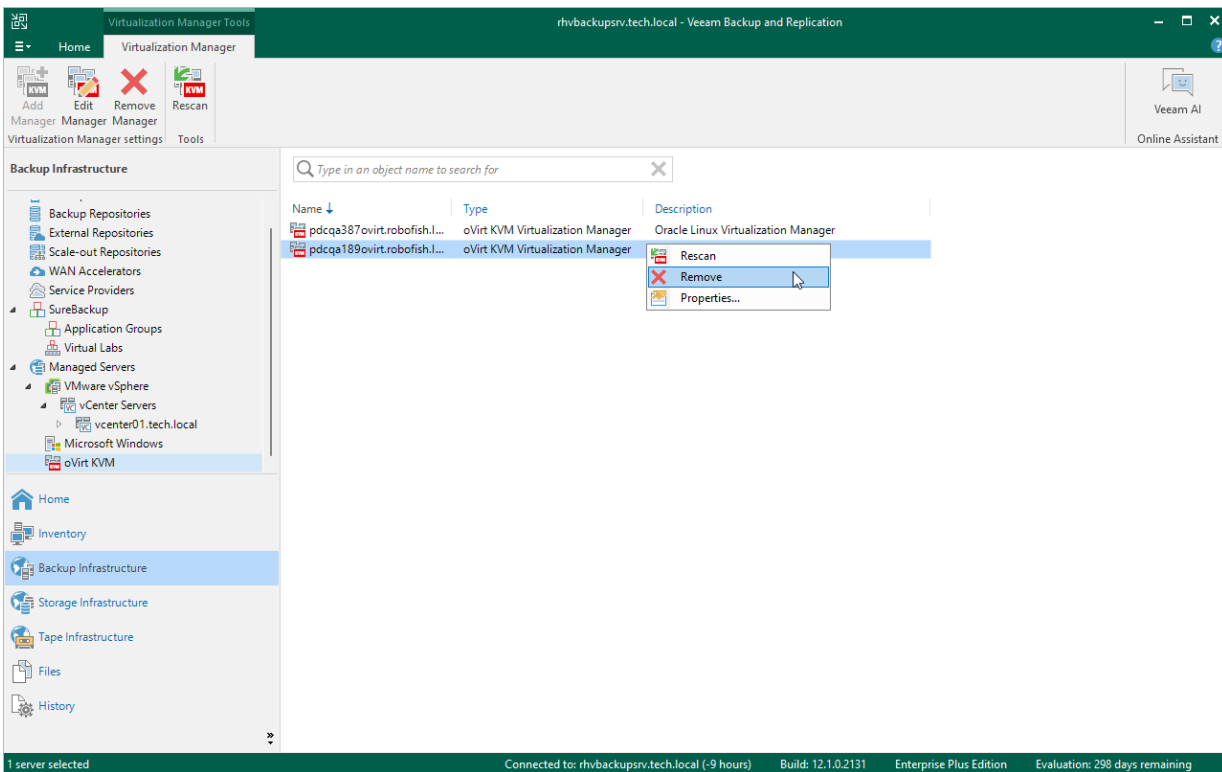 Virtualization Manager Tools
rhvbackupsrv.tech.local - Veeam Backup and Replication
Home
Virtualization Manager
?
KVM
KVM
Add Manager
Edit Manager
Remove Manager
Rescan
Virtualization Manager settings
Tools
Veeam AI
Online Assistant
Backup Infrastructure
Type in an object name to search for
Backup Repositories
External Repositories
Scale-out Repositories
WAN Accelerators
Service Providers
SureBackup
Application Groups
Virtual Labs
Managed Servers
VMware vSphere
vCenter Servers
vcenter01.tech.local
Microsoft Windows
oVirt KVM
Name
Type
Description
pdcqa387ovirt.robofish.l...
oVirt KVM Virtualization Manager
Oracle Linux Virtualization Manager
pdcqa189ovirt.robofish.l...
oVirt KVM Virtualization Manager
Rescan
Remove
Properties...
Home
Inventory
Backup Infrastructure
Storage Infrastructure
Tape Infrastructure
Files
History
1 server selected
Connected to: rhvbackupsrv.tech.local (-9 hours)
Build: 12.1.0.2131
Enterprise Plus Edition
Evaluation: 298 days remaining